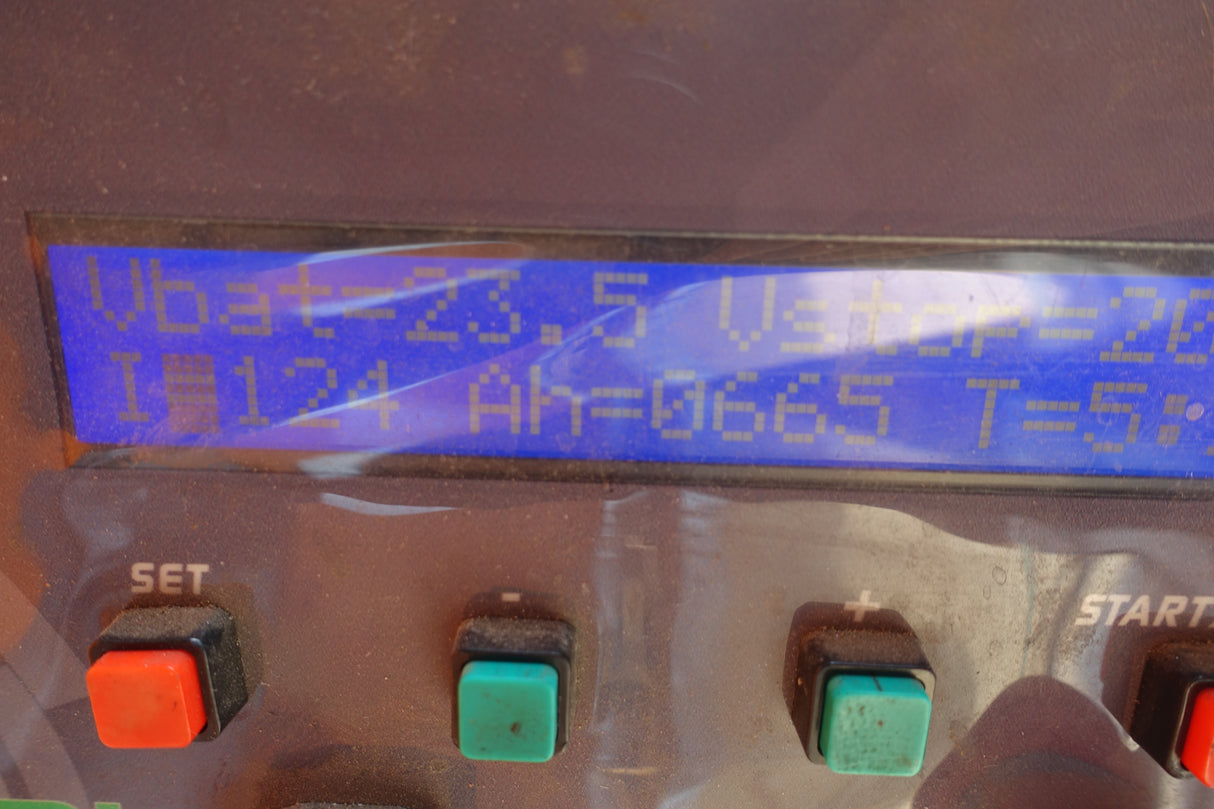 Vbat=23,5 Vstop=20
I█124 Ah=0665 T=5:
SET
-
+
START